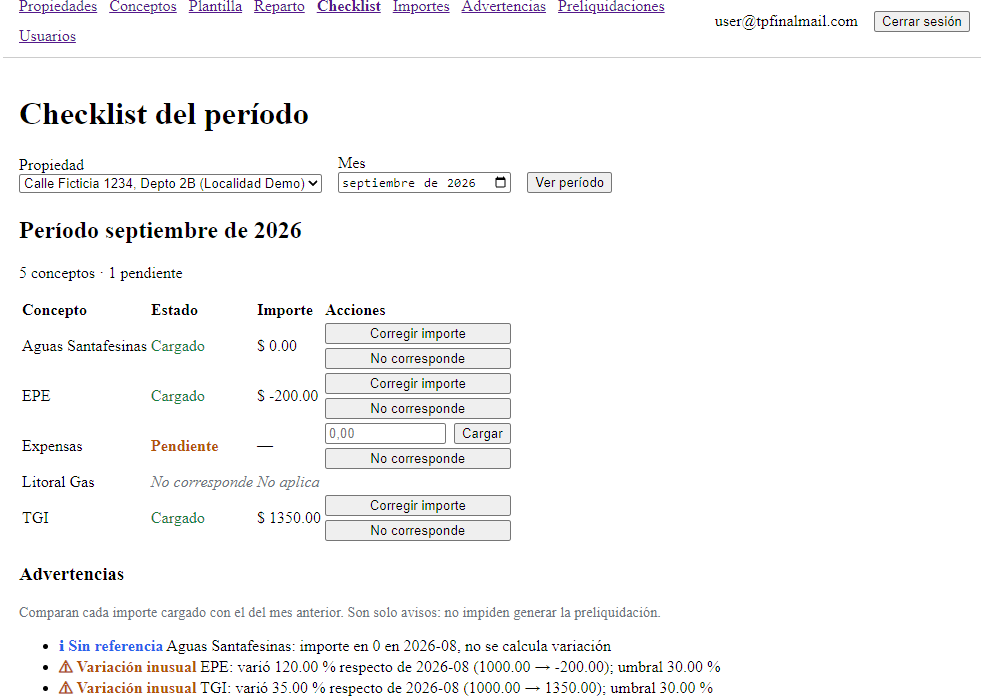 Propiedades Conceptos Plantilla Reparto Checklist Importes Advertencias Preliquidaciones
Usuarios
user@tpfinalmail.com Cerrar sesión
Checklist del período
Propiedad Mes
Calle Ficticia 1234, Depto 2B (Localidad Demo) septiembre de 2026 Ver período
Período septiembre de 2026
5 conceptos · 1 pendiente
Concepto Estado Importe Acciones
Aguas Santafesinas Cargado $ 0.00 Corregir importe
No corresponde
EPE Cargado $ -200.00 Corregir importe
No corresponde
Expensas Pendiente — 0,00 Cargar
No corresponde
Litoral Gas No corresponde No aplica
TGI Cargado $ 1350.00 Corregir importe
No corresponde
Advertencias
Comparan cada importe cargado con el del mes anterior. Son solo avisos: no impiden generar la preliquidación.
• ℹ Sin referencia Aguas Santafesinas: importe en 0 en 2026-08, no se calcula variación
• ⚠ Variación inusual EPE: varió 120.00 % respecto de 2026-08 (1000.00 → -200.00); umbral 30.00 %
• ⚠ Variación inusual TGI: varió 35.00 % respecto de 2026-08 (1000.00 → 1350.00); umbral 30.00 %